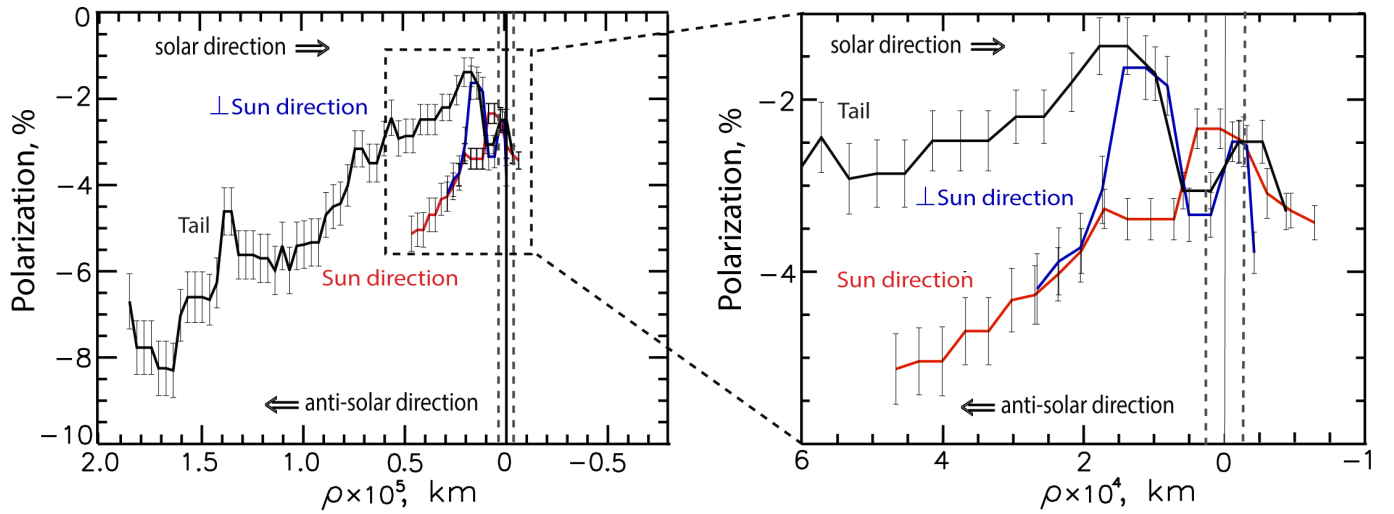 0
−2
−4
−6
−8
−10
Polarization, %
solar direction ⇒
⊥Sun direction
Tail
Sun direction
⇐ anti-solar direction
2.0 1.5 1.0 0.5 0 −0.5
ρ×10⁵, km
−2
−4
Polarization, %
solar direction ⇒
Tail
⊥Sun direction
Sun direction
⇐ anti-solar direction
6 4 2 0 −1
ρ×10⁴, km